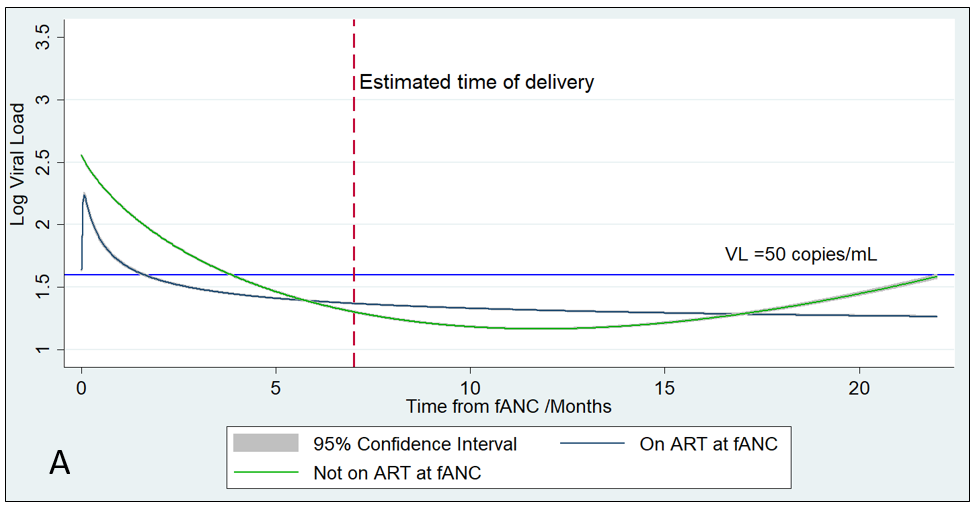 Log Viral Load
3.5
3
2.5
2
1.5
1
Estimated time of delivery
VL =50 copies/mL
0 5 10 15 20
Time from fANC /Months
95% Confidence Interval On ART at fANC
Not on ART at fANC
A